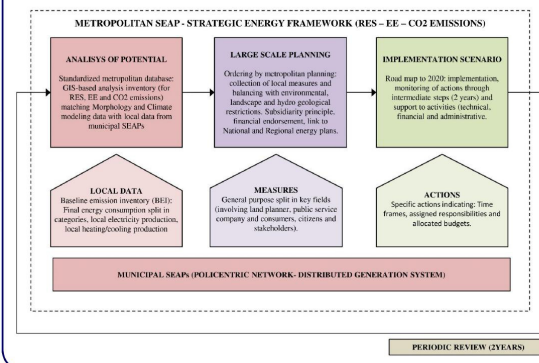 METROPOLITAN SEAP - STRATEGIC ENERGY FRAMEWORK (RES – EE – CO2 EMISSIONS)
ANALISYS OF POTENTIAL
Standardized metropolitan database:
GIS-based analysis inventory (for
RES, EE and CO2 emissions)
matching Morphology and Climate
modeling data with local data from
municipal SEAPs
LARGE SCALE PLANNING
Ordering by metropolitan planning:
collection of local measures and
balancing with environmental,
landscape and hydro geological
restrictions. Subsidiarity principle,
financial endorsement, link to
National and Regional energy plans.
IMPLEMENTATION SCENARIO
Road map to 2020: implementation,
monitoring of actions through
intermediate steps (2 years) and
support to activities (technical,
financial and administrative.
LOCAL DATA
Baseline emission inventory (BEI):
Final energy consumption split in
categories, local electricity production,
local heating/cooling production
MEASURES
General purpose split in key fields
(involving land planner, public service
company and consumers, citizens and
stakeholders).
ACTIONS
Specific actions indicating: Time
frames, assigned responsibilities and
allocated budgets.
MUNICIPAL SEAPs (POLICENTRIC NETWORK- DISTRIBUTED GENERATION SYSTEM)
PERIODIC REVIEW (2YEARS)